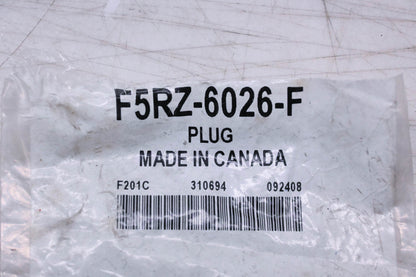 F5RZ-6026-F
PLUG
MADE IN CANADA
F201C 310694 092408